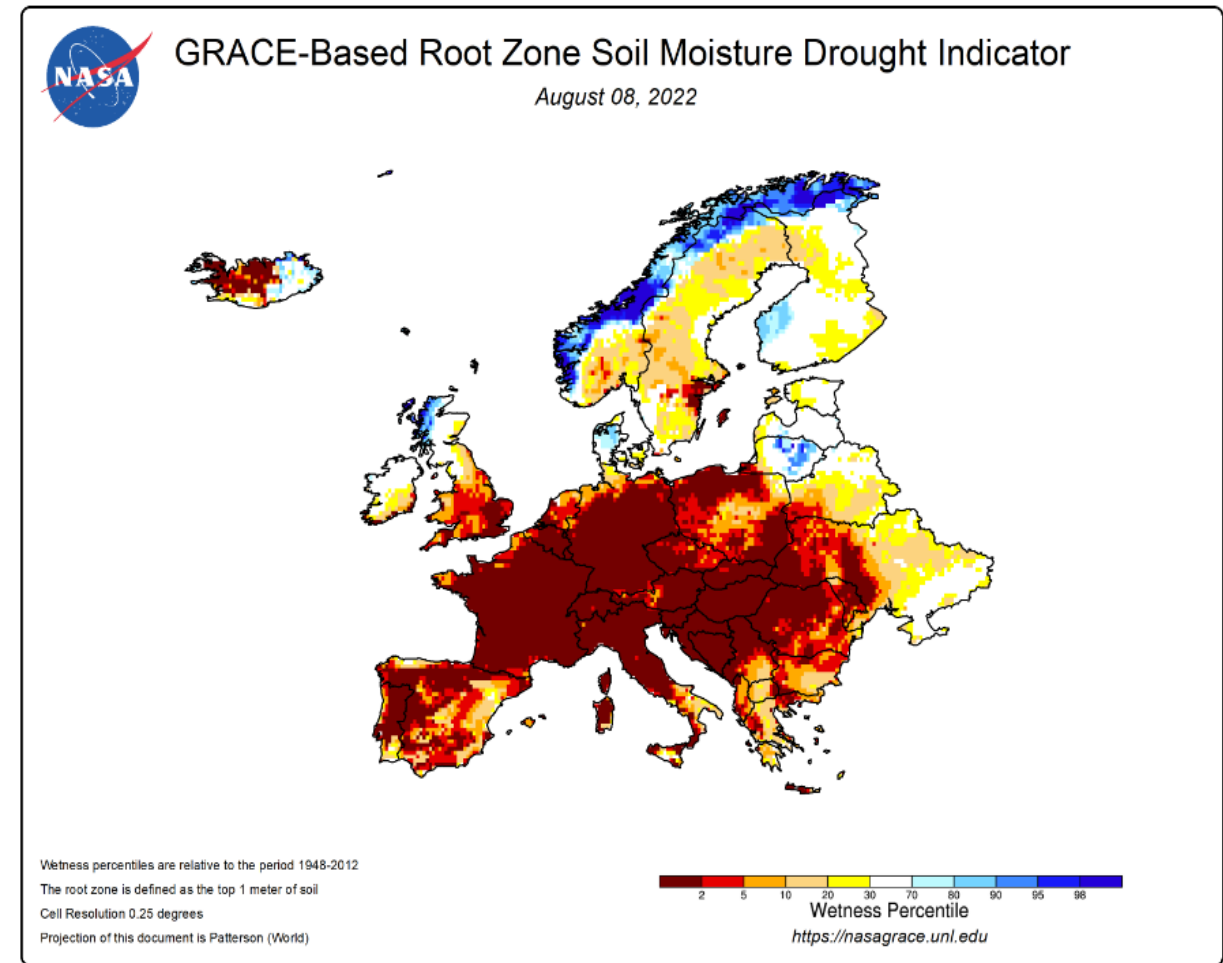 NASA
GRACE-Based Root Zone Soil Moisture Drought Indicator
August 08, 2022
Wetness percentiles are relative to the period 1948-2012
The root zone is defined as the top 1 meter of soil
Cell Resolution 0.25 degrees
Projection of this document is Patterson (World)
2 5 10 20 30 70 80 90 95 98
Wetness Percentile
https://nasagrace.unl.edu